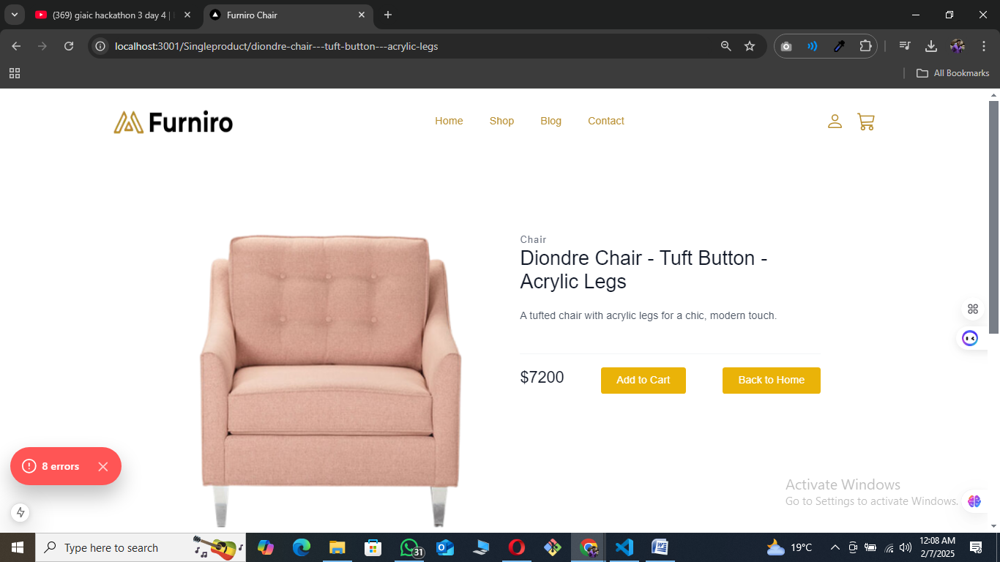 (369) giaic hackathon 3 day 4 |
Furniro Chair
localhost:3001/Singleproduct/diondre-chair---tuft-button---acrylic-legs
All Bookmarks
Furniro
Home
Shop
Blog
Contact
Chair
Diondre Chair - Tuft Button -
Acrylic Legs
A tufted chair with acrylic legs for a chic, modern touch.
$7200
Add to Cart
Back to Home
8 errors
Activate Windows
Go to Settings to activate Windows.
Type here to search
31
19°C
12:08 AM
2/7/2025